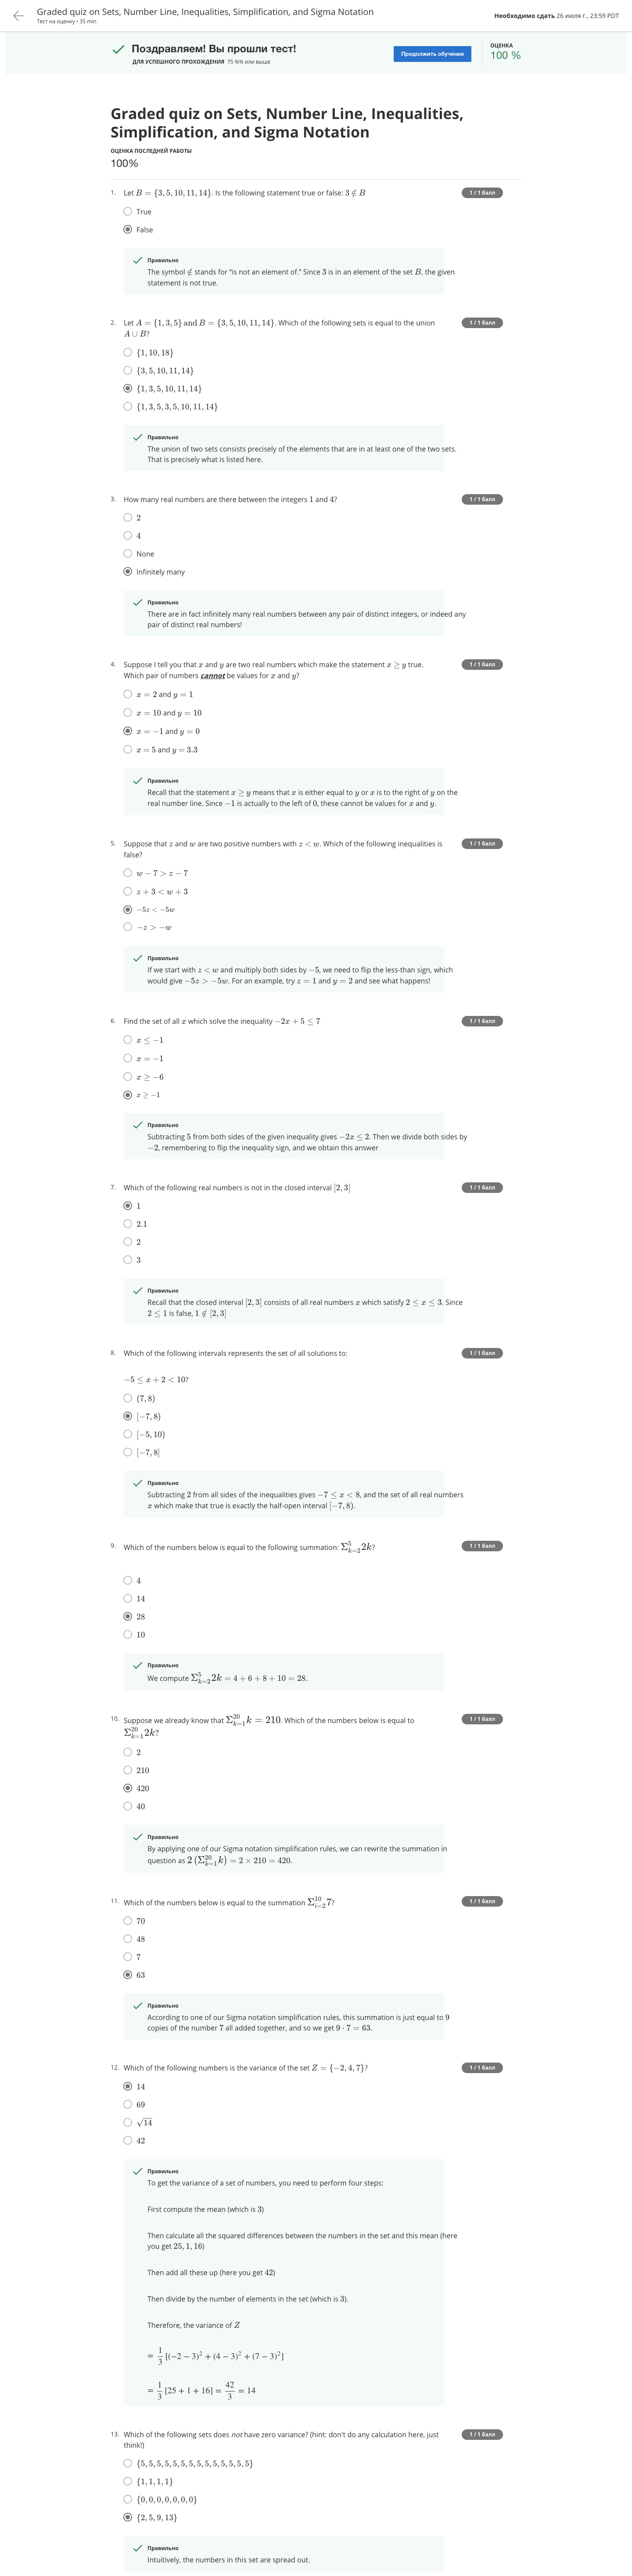 Graded quiz on Sets, Number Line, Inequalities, Simplification, and Sigma Notation
Тест на оценку • 35 min
Необходимо сдать 26 июля г., 23:59 PDT
Поздравляем! Вы прошли тест!
ДЛЯ УСПЕШНОГО ПРОХОЖДЕНИЯ 75 %% или выше
Продолжить обучение
ОЦЕНКА
100 %
Graded quiz on Sets, Number Line, Inequalities,
Simplification, and Sigma Notation
ОЦЕНКА ПОСЛЕДНЕЙ РАБОТЫ
100%
1. Let B = {3, 5, 10, 11, 14}. Is the following statement true or false: 3 ∉ B
1 / 1 балл
True
False
Правильно
The symbol ∉ stands for “is not an element of.” Since 3 is in an element of the set B, the given
statement is not true.
2. Let A = {1, 3, 5} and B = {3, 5, 10, 11, 14}. Which of the following sets is equal to the union
A ∪ B?
1 / 1 балл
{1, 10, 18}
{3, 5, 10, 11, 14}
{1, 3, 5, 10, 11, 14}
{1, 3, 5, 3, 5, 10, 11, 14}
Правильно
The union of two sets consists precisely of the elements that are in at least one of the two sets.
That is precisely what is listed here.
3. How many real numbers are there between the integers 1 and 4?
1 / 1 балл
2
4
None
Infinitely many
Правильно
There are in fact infinitely many real numbers between any pair of distinct integers, or indeed any
pair of distinct real numbers!
4. Suppose I tell you that x and y are two real numbers which make the statement x ≥ y true.
Which pair of numbers cannot be values for x and y?
1 / 1 балл
x = 2 and y = 1
x = 10 and y = 10
x = −1 and y = 0
x = 5 and y = 3.3
Правильно
Recall that the statement x ≥ y means that x is either equal to y or x is to the right of y on the
real number line. Since −1 is actually to the left of 0, these cannot be values for x and y.
5. Suppose that z and w are two positive numbers with z < w. Which of the following inequalities is
false?
1 / 1 балл
w − 7 > z − 7
z + 3 < w + 3
−5z < −5w
−z > −w
Правильно
If we start with z < w and multiply both sides by −5, we need to flip the less-than sign, which
would give −5z > −5w. For an example, try z = 1 and y = 2 and see what happens!
6. Find the set of all x which solve the inequality −2x + 5 ≤ 7
1 / 1 балл
x ≤ −1
x = −1
x ≥ −6
x ≥ −1
Правильно
Subtracting 5 from both sides of the given inequality gives −2x ≤ 2. Then we divide both sides by
−2, remembering to flip the inequality sign, and we obtain this answer
7. Which of the following real numbers is not in the closed interval [2, 3]
1 / 1 балл
1
2.1
2
3
Правильно
Recall that the closed interval [2, 3] consists of all real numbers x which satisfy 2 ≤ x ≤ 3. Since
2 ≤ 1 is false, 1 ∉ [2, 3]
8. Which of the following intervals represents the set of all solutions to:
1 / 1 балл
−5 ≤ x + 2 < 10?
(7, 8)
[−7, 8)
[−5, 10)
[−7, 8]
Правильно
Subtracting 2 from all sides of the inequalities gives −7 ≤ x < 8, and the set of all real numbers
x which make that true is exactly the half-open interval [−7, 8).
9. Which of the numbers below is equal to the following summation: Σ_{k=2}^{5} 2k?
1 / 1 балл
4
14
28
10
Правильно
We compute Σ_{k=2}^{5} 2k = 4 + 6 + 8 + 10 = 28.
10. Suppose we already know that Σ_{k=1}^{20} k = 210. Which of the numbers below is equal to
Σ_{k=1}^{20} 2k?
1 / 1 балл
2
210
420
40
Правильно
By applying one of our Sigma notation simplification rules, we can rewrite the summation in
question as 2 (Σ_{k=1}^{20} k) = 2 × 210 = 420.
11. Which of the numbers below is equal to the summation Σ_{i=2}^{10} 7?
1 / 1 балл
70
48
7
63
Правильно
According to one of our Sigma notation simplification rules, this summation is just equal to 9
copies of the number 7 all added together, and so we get 9 · 7 = 63.
12. Which of the following numbers is the variance of the set Z = {−2, 4, 7}?
1 / 1 балл
14
69
√14
42
Правильно
To get the variance of a set of numbers, you need to perform four steps:
First compute the mean (which is 3)
Then calculate all the squared differences between the numbers in the set and this mean (here
you get 25, 1, 16)
Then add all these up (here you get 42)
Then divide by the number of elements in the set (which is 3).
Therefore, the variance of Z
= 1/3 [(−2 − 3)² + (4 − 3)² + (7 − 3)²]
= 1/3 [25 + 1 + 16] = 42/3 = 14
13. Which of the following sets does not have zero variance? (hint: don't do any calculation here, just
think!)
1 / 1 балл
{5, 5, 5, 5, 5, 5, 5, 5, 5, 5, 5, 5, 5, 5}
{1, 1, 1, 1}
{0, 0, 0, 0, 0, 0, 0}
{2, 5, 9, 13}
Правильно
Intuitively, the numbers in this set are spread out.